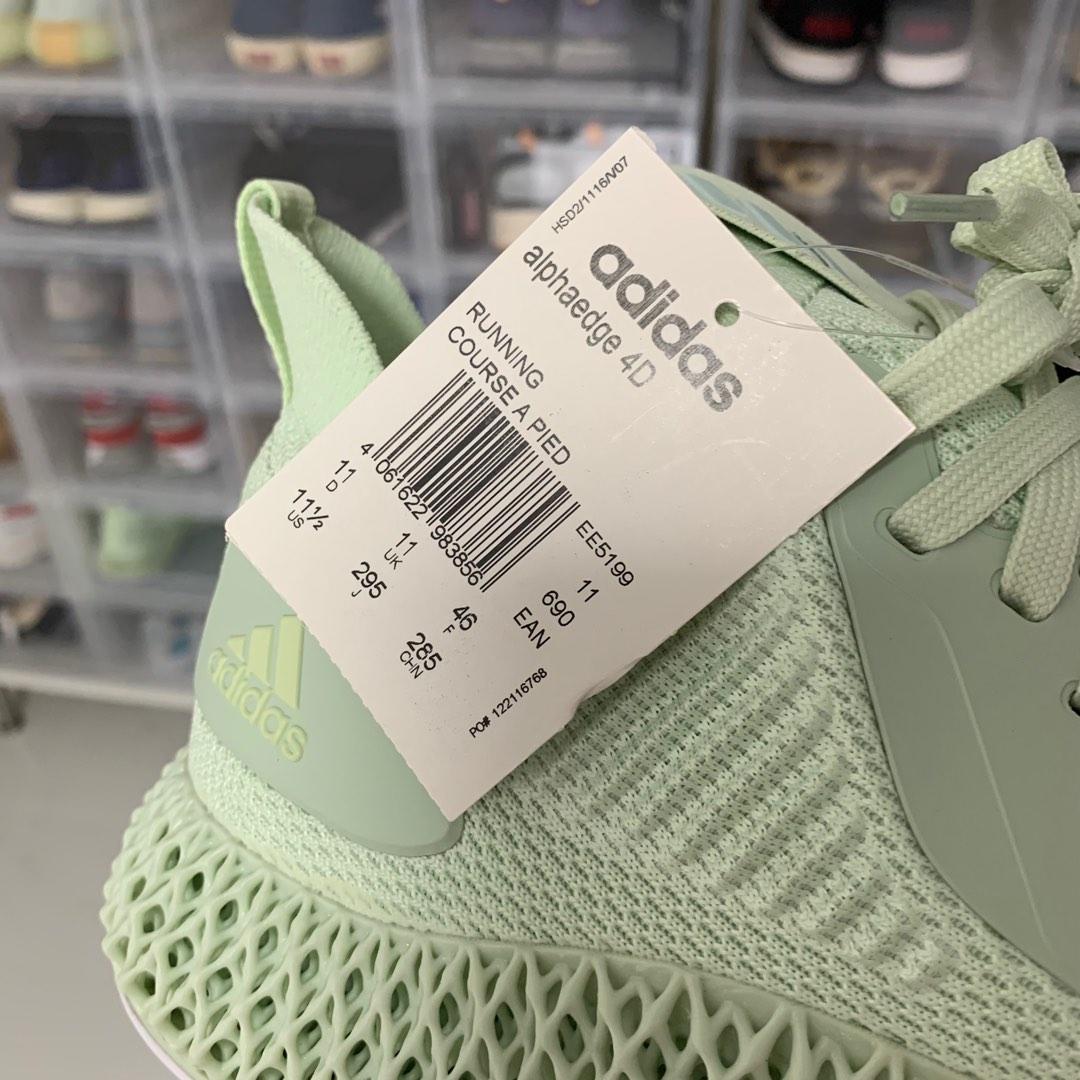 HSD2/1116/V07
adidas
alphaedge 4D
RUNNING
COURSE A PIED
4 061622 983856
EE5199
11 D
11 UK
46 F
11
11½ US
295 J
285 CHN
690
EAN
PO# 122116768
adidas